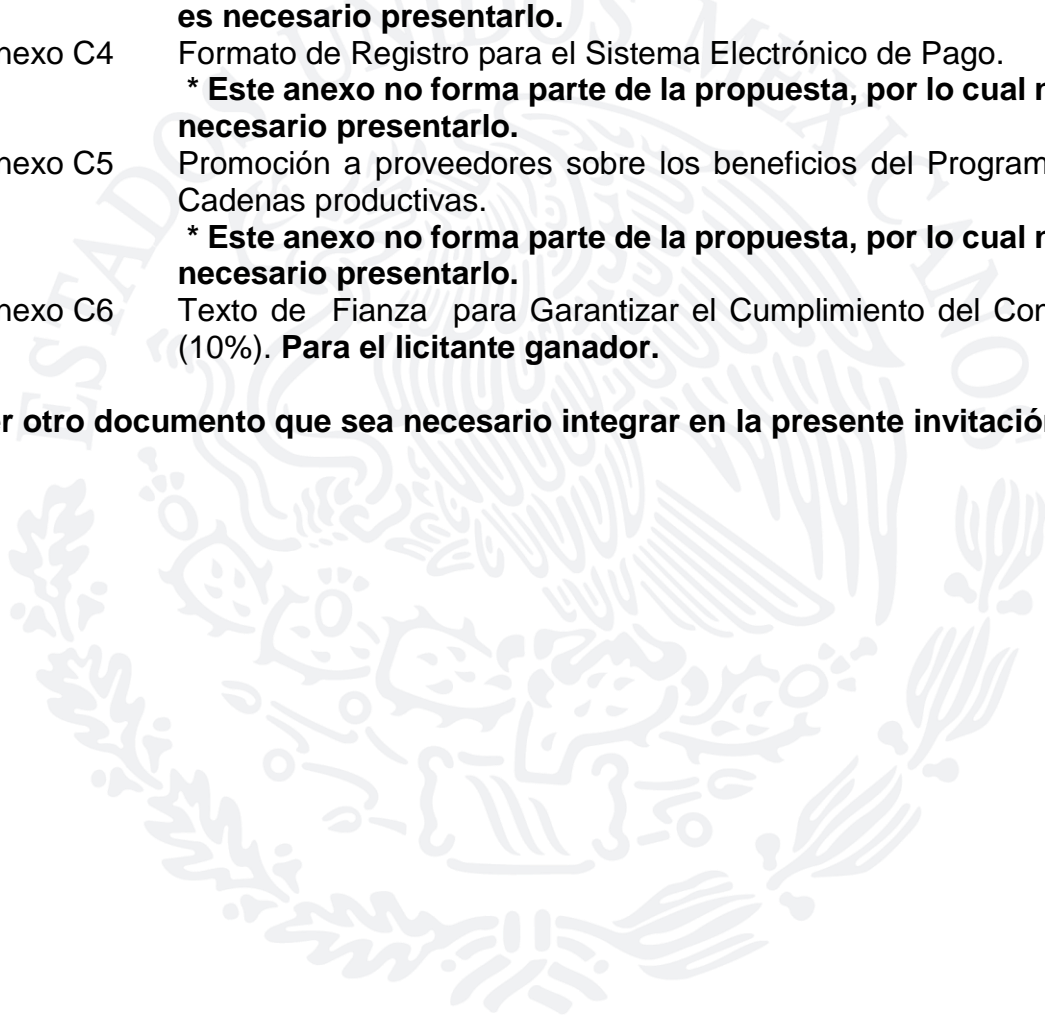 es necesario presentarlo.
nexo C4 Formato de Registro para el Sistema Electrónico de Pago.
* Este anexo no forma parte de la propuesta, por lo cual n
necesario presentarlo.
nexo C5 Promoción a proveedores sobre los beneficios del Program
Cadenas productivas.
* Este anexo no forma parte de la propuesta, por lo cual n
necesario presentarlo.
nexo C6 Texto de Fianza para Garantizar el Cumplimiento del Con
(10%). Para el licitante ganador.
r otro documento que sea necesario integrar en la presente invitación
ESTADOS UNIDOS MEXICANOS